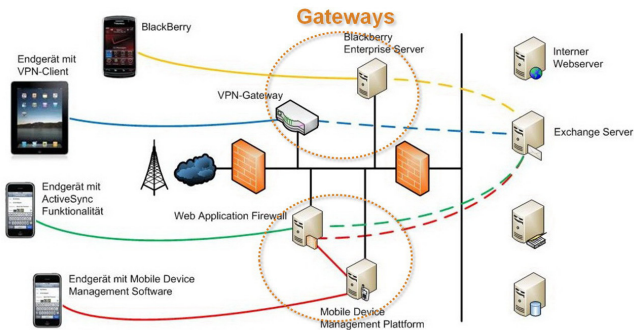 Gateways
BlackBerry
Blackberry
Enterprise Server
Interner
Webserver
Endgerät mit
VPN-Client
VPN-Gateway
Exchange Server
Endgerät mit
ActiveSync
Funktionalität
Web Application Firewall
Endgerät mit Mobile Device
Management Software
Mobile Device
Management Plattform